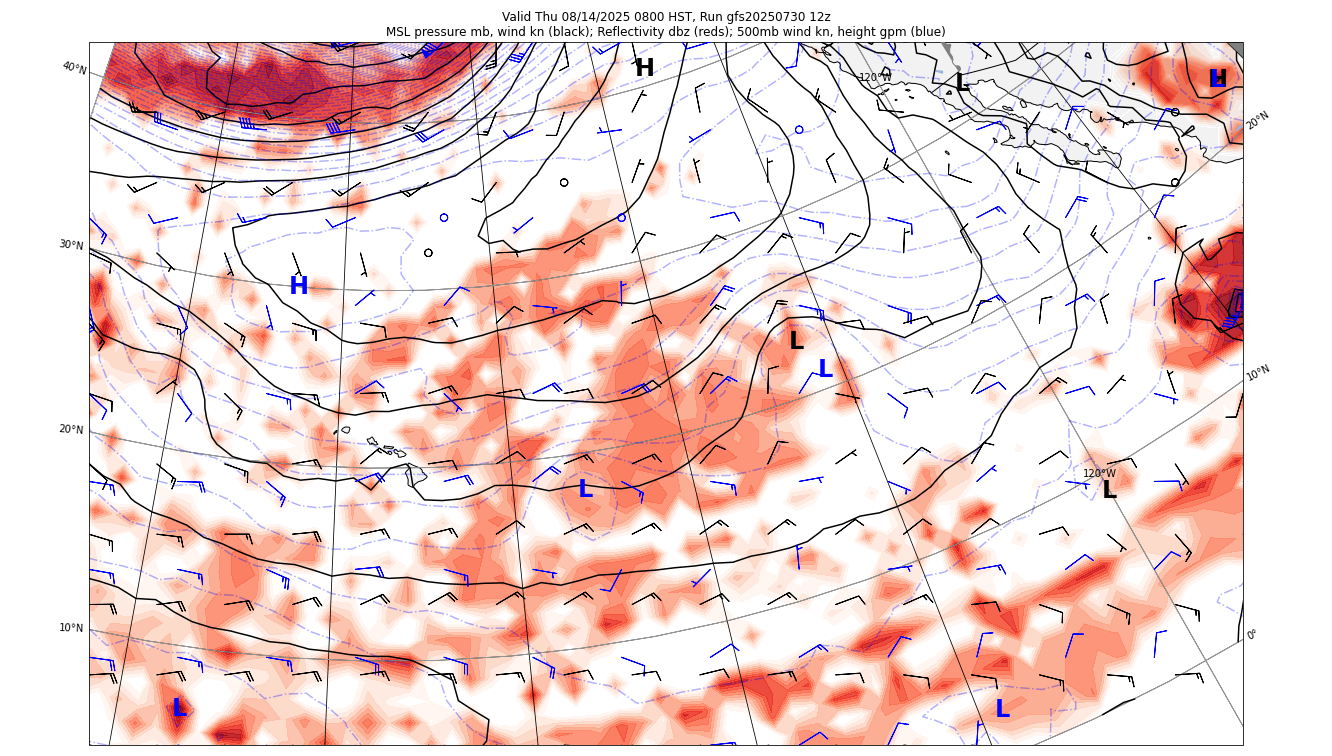 Valid Thu 08/14/2025 0800 HST, Run gfs20250730 12z
MSL pressure mb, wind kn (black); Reflectivity dbz (reds); 500mb wind kn, height gpm (blue)
40°N
H
120°W
L
H
20°N
30°N
H
L
L
10°N
20°N
120°W
L
L
10°N
0°
L
L